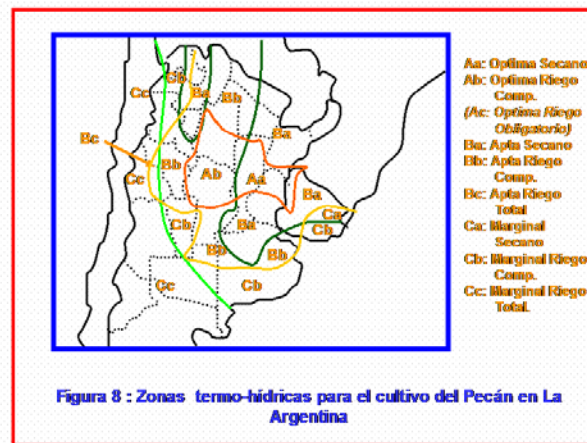 Cb
Cc
Ba
Bb
Ba
Bc
Bb
Cc
Ab
Aa
Ba
Ca
Cb
Ba
Cb
Bb
Bb
Cc
Cb
Aa: Optima Secano
Ab: Optima Riego
Comp.
(Ac: Optima Riego
Obligatorio)
Ba: Apta Secano
Bb: Apta Riego
Comp.
Bc: Apta Riego
Total
Ca: Marginal
Secano
Cb: Marginal Riego
Comp.
Cc: Marginal Riego
Total.
Figura 8 : Zonas termo-hídricas para el cultivo del Pecán en La
Argentina